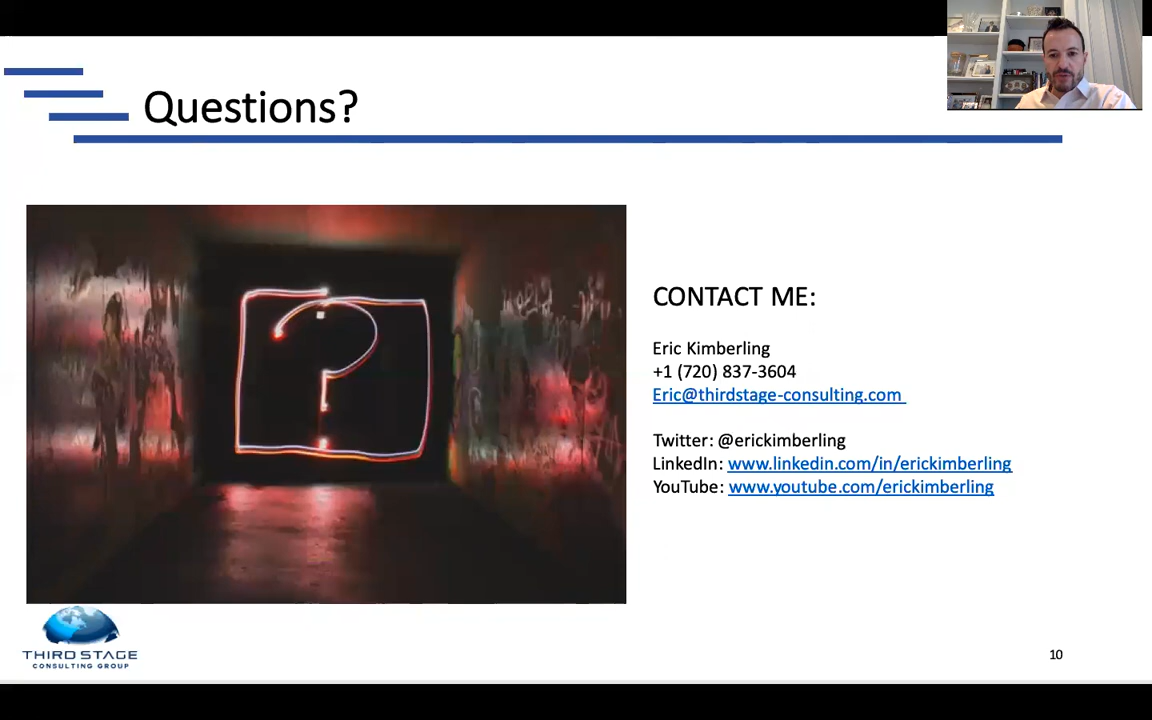 Questions?
CONTACT ME:
Eric Kimberling
+1 (720) 837-3604
Eric@thirdstage-consulting.com
Twitter: @erickimberling
LinkedIn: www.linkedin.com/in/erickimberling
YouTube: www.youtube.com/erickimberling
THIRD STAGE
CONSULTING GROUP
10